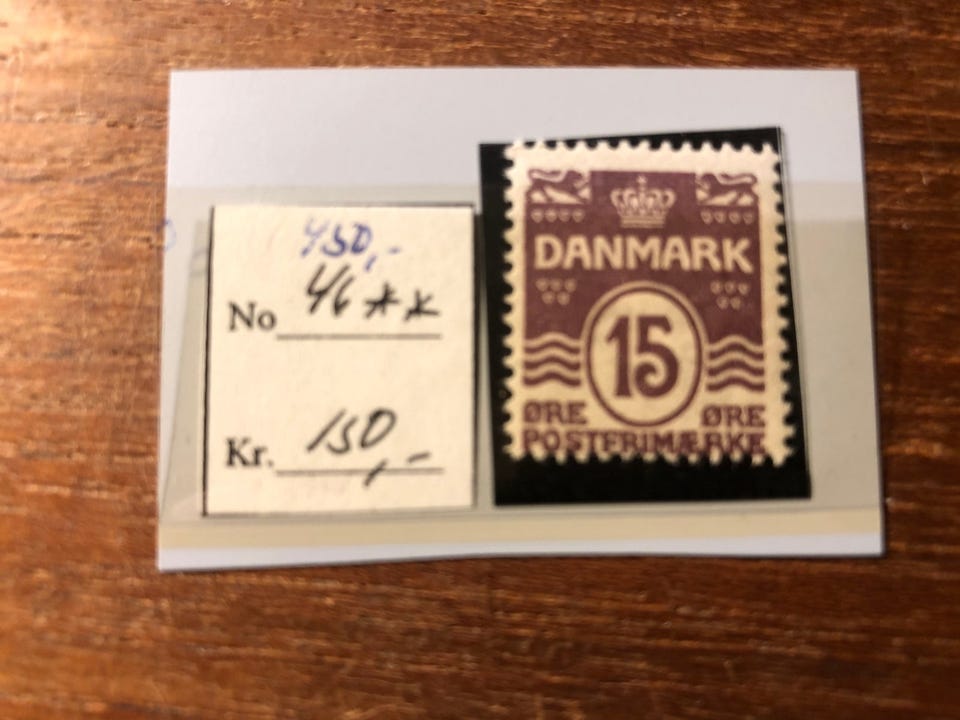 450,-
No 46 **
Kr. 150,-
DANMARK
15
ØRE ØRE
POSTFRIMÆRKE